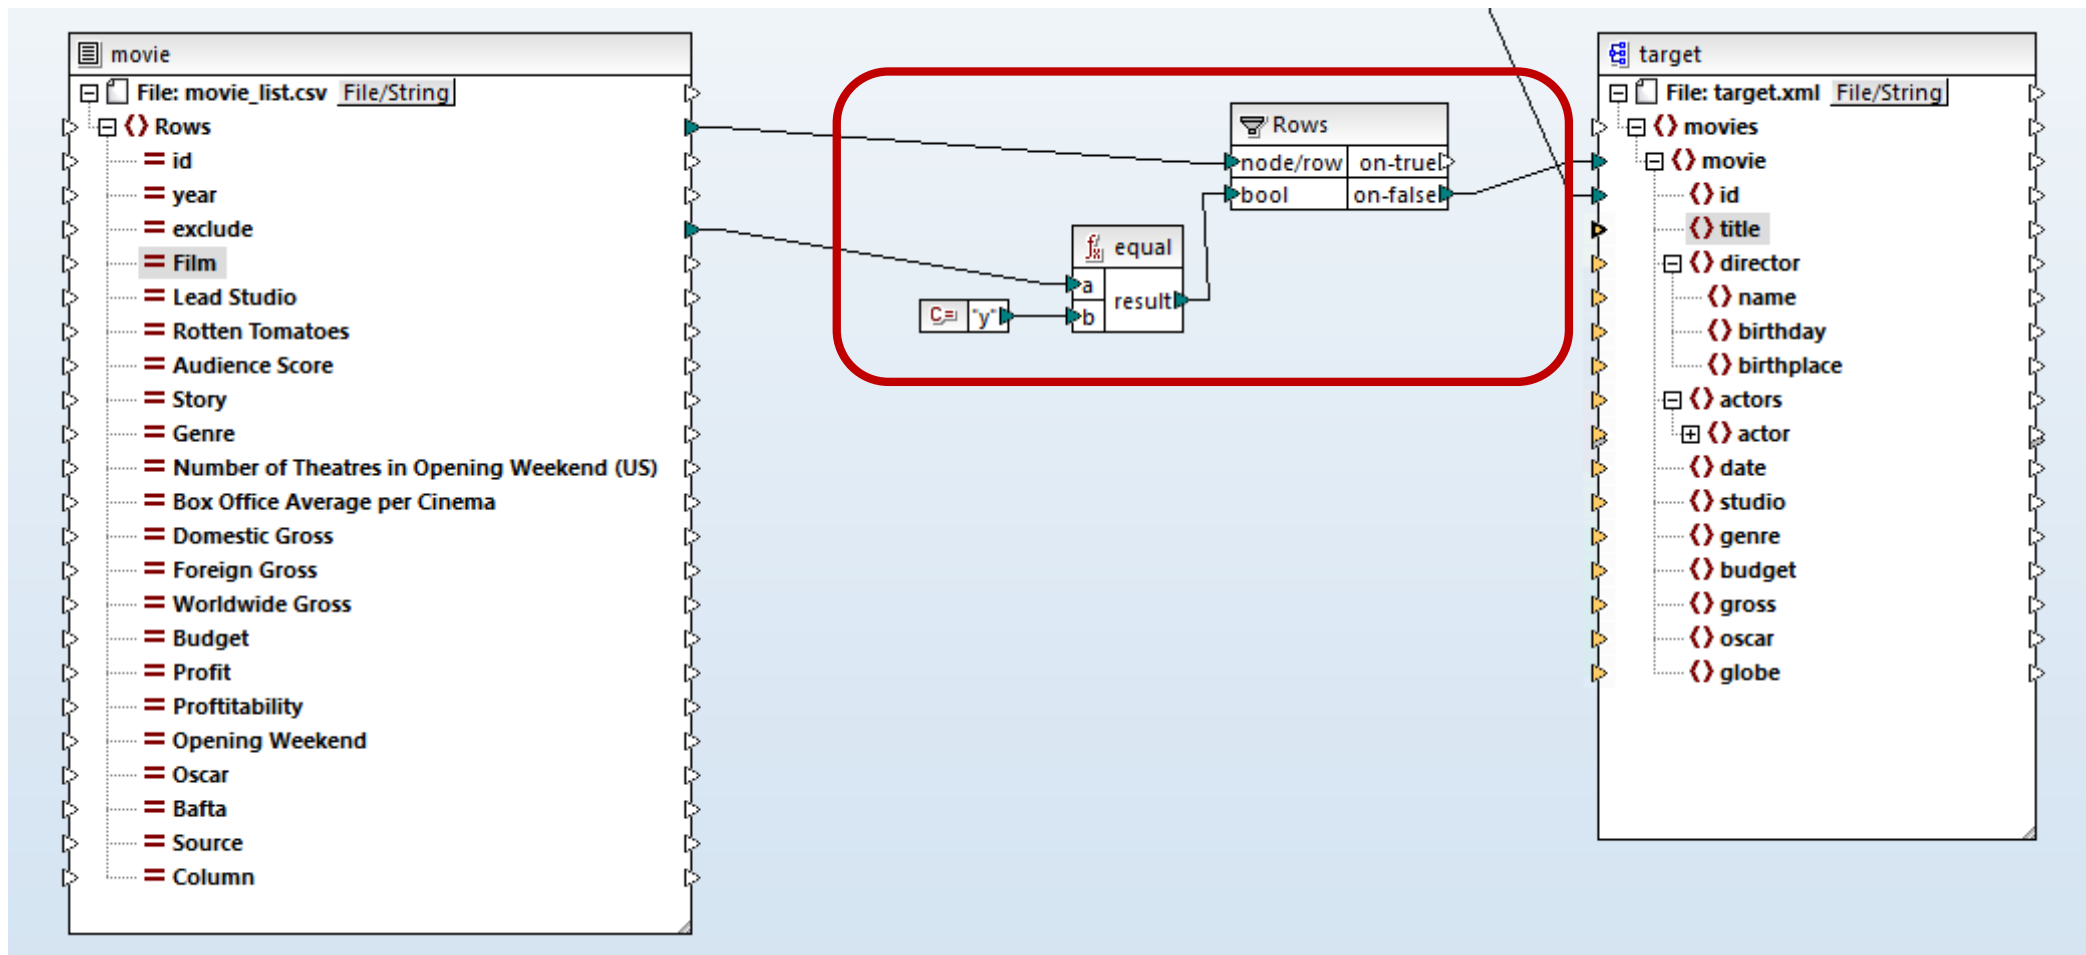 movie
File: movie_list.csv File/String
Rows
id
year
exclude
Film
Lead Studio
Rotten Tomatoes
Audience Score
Story
Genre
Number of Theatres in Opening Weekend (US)
Box Office Average per Cinema
Domestic Gross
Foreign Gross
Worldwide Gross
Budget
Profit
Proftitability
Opening Weekend
Oscar
Bafta
Source
Column
Rows
node/row on-true
bool on-false
equal
a
b
result
C= "y"
target
File: target.xml File/String
movies
movie
id
title
director
name
birthday
birthplace
actors
actor
date
studio
genre
budget
gross
oscar
globe